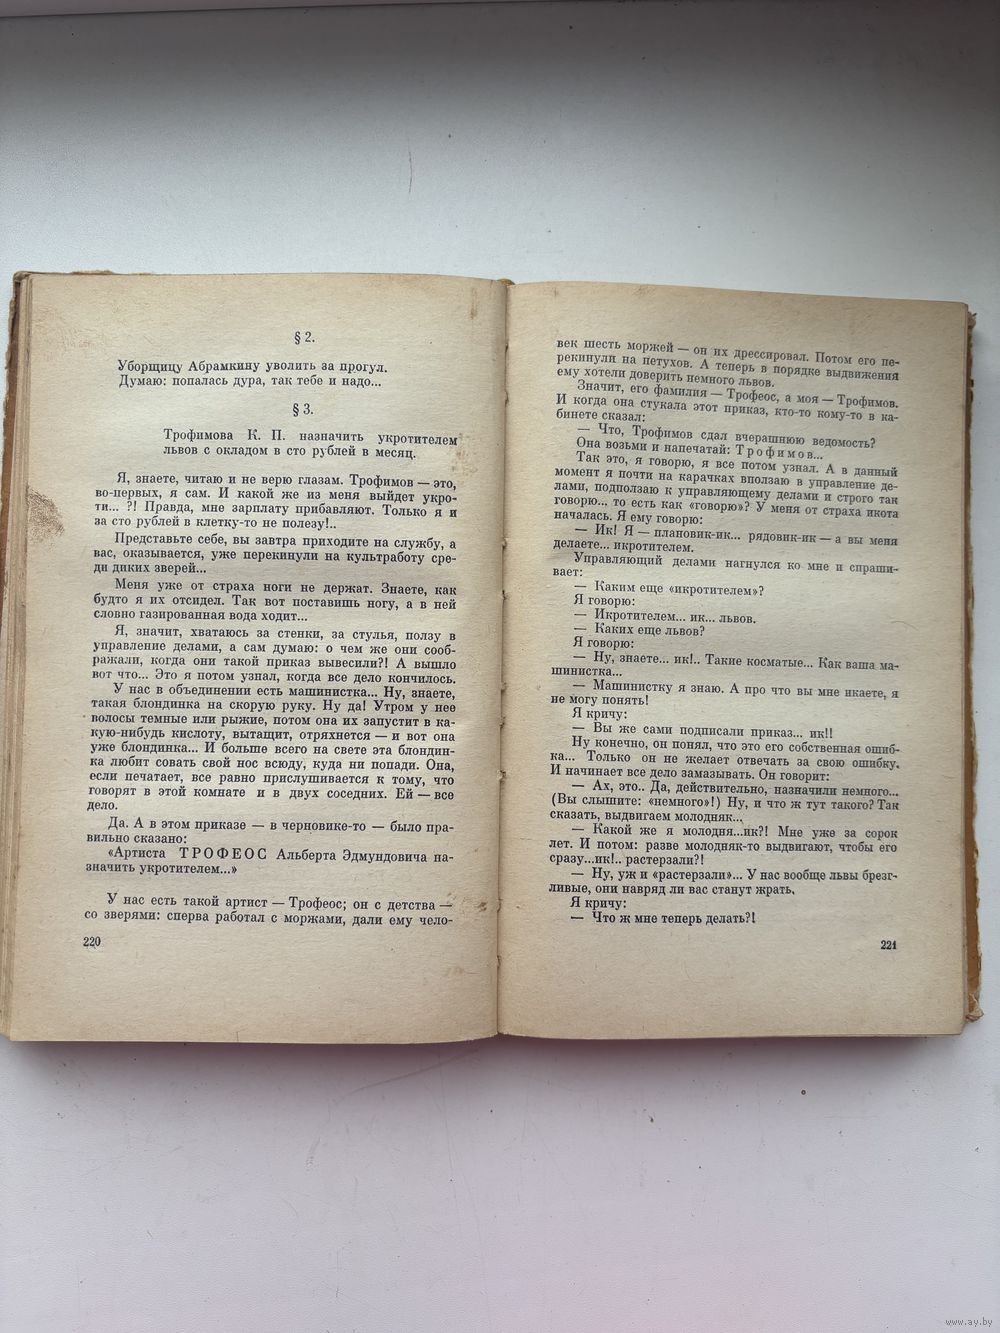 § 2.
Уборщицу Абрамкину уволить за прогул.
Думаю: попалась дура, так тебе и надо...
§ 3.
Трофимова К. П. назначить укротителем
львов с окладом в сто рублей в месяц.
Я, знаете, читаю и не верю глазам. Трофимов — это,
во-первых, я сам. И какой же из меня выйдет укро-
ти... ?! Правда, мне зарплату прибавляют. Только я и
за сто рублей в клетку-то не полезу!..
Представьте себе, вы завтра приходите на службу, а
вас, оказывается, уже перекинули на культработу сре-
ди диких зверей...
Меня уже от страха ноги не держат. Знаете, как
будто я их отсидел. Так вот поставишь ногу, а в ней
словно газированная вода ходит...
Я, значит, хватаюсь за стенки, за стулья, ползу в
управление делами, а сам думаю: о чем же они сооб-
ражали, когда они такой приказ вывесили?! А вышло
вот что... Это я потом узнал, когда все дело кончилось.
У нас в объединении есть машинистка... Ну, знаете,
такая блондинка на скорую руку. Ну да! Утром у нее
волосы темные или рыжие, потом она их запустит в ка-
кую-нибудь кислоту, вытащит, отряхнется — и вот она
уже блондинка... И больше всего на свете эта блондин-
ка любит совать свой нос всюду, куда ни попади. Она,
если печатает, все равно прислушивается к тому, что
говорят в этой комнате и в двух соседних. Ей — все
дело.
Да. А в этом приказе — в черновике-то — было пра-
вильно сказано:
«Артиста ТРОФЕОС Альберта Эдмундовича на-
значить укротителем...»
У нас есть такой артист — Трофеос; он с детства —
со зверями: сперва работал с моржами, дали ему чело-
220
век шесть моржей — он их дрессировал. Потом его пе-
рекинули на петухов. А теперь в порядке выдвижения
ему хотели доверить немного львов.
Значит, его фамилия — Трофеос, а моя — Трофимов.
И когда она стукала этот приказ, кто-то кому-то в ка-
бинете сказал:
— Что, Трофимов сдал вчерашнюю ведомость?
Она возьми и напечатай: Трофимов...
Так это, я говорю, я все потом узнал. А в данный
момент я почти на карачках вползаю в управление де-
лами, подползаю к управляющему делами и строго так
говорю... то есть как «говорю»? У меня от страха икота
началась. Я ему говорю:
— Ик! Я — плановик-ик... рядовик-ик — а вы меня
делаете... икротителем.
Управляющий делами нагнулся ко мне и спраши-
вает:
— Каким еще «икротителем»?
Я говорю:
— Икротителем... ик... львов.
— Каких еще львов?
Я говорю:
— Ну, знаете... ик!.. Такие косматые... Как ваша ма-
шинистка...
— Машинистку я знаю. А про что вы мне икаете, я
не могу понять!
Я кричу:
— Вы же сами подписали приказ... ик!!
Ну конечно, он понял, что это его собственная ошиб-
ка... Только он не желает отвечать за свою ошибку.
И начинает все дело замазывать. Он говорит:
— Ах, это.. Да, действительно, назначили немного...
(Вы слышите: «немного»!) Ну, и что ж тут такого? Так
сказать, выдвигаем молодняк...
— Какой же я молодня...ик?! Мне уже за сорок
лет. И потом: разве молодняк-то выдвигают, чтобы его
сразу...ик!.. растерзали?!
— Ну, уж и «растерзали»... У нас вообще львы брезг-
ливые, они навряд ли вас станут жрать.
Я кричу:
— Что ж мне теперь делать?!
221
www.ay.by